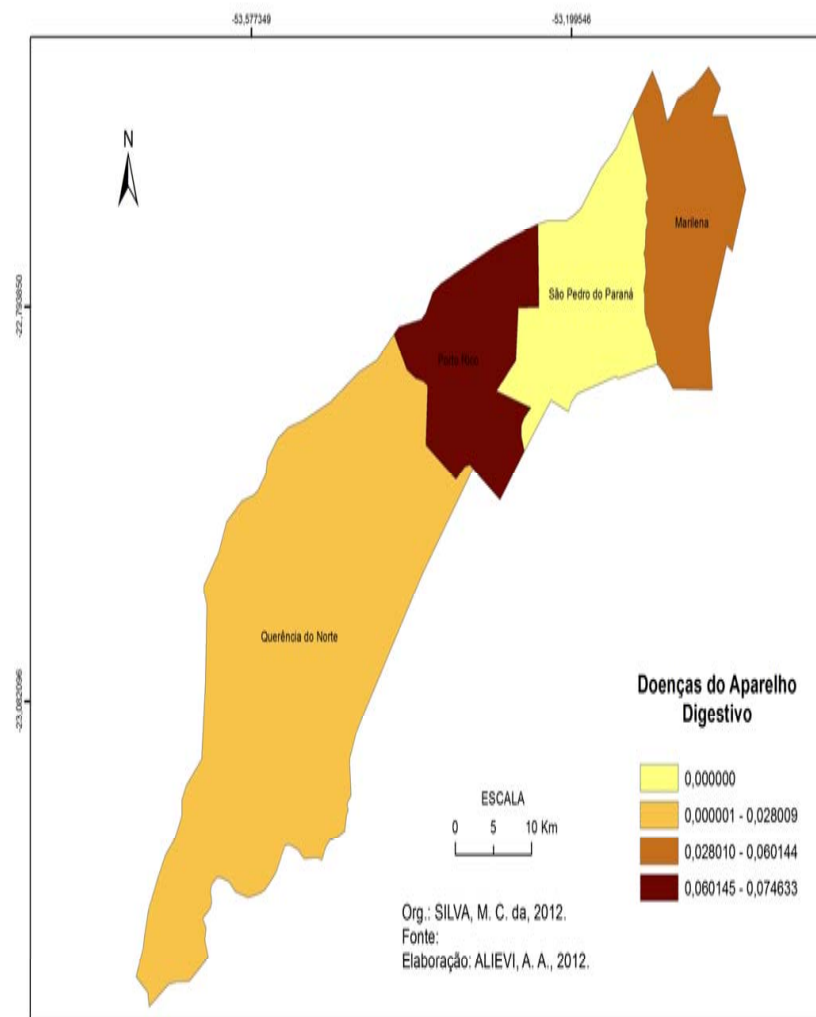 -53,577349
-53,199546
N
Marilena
São Pedro do Paraná
-22,793850
Porto Rico
Querência do Norte
-23,082096
Doenças do Aparelho
Digestivo
0,000000
0,000001 - 0,028009
0,028010 - 0,060144
0,060145 - 0,074633
ESCALA
0 5 10 Km
Org.: SILVA, M. C. da, 2012.
Fonte:
Elaboração: ALIEVI, A. A., 2012.